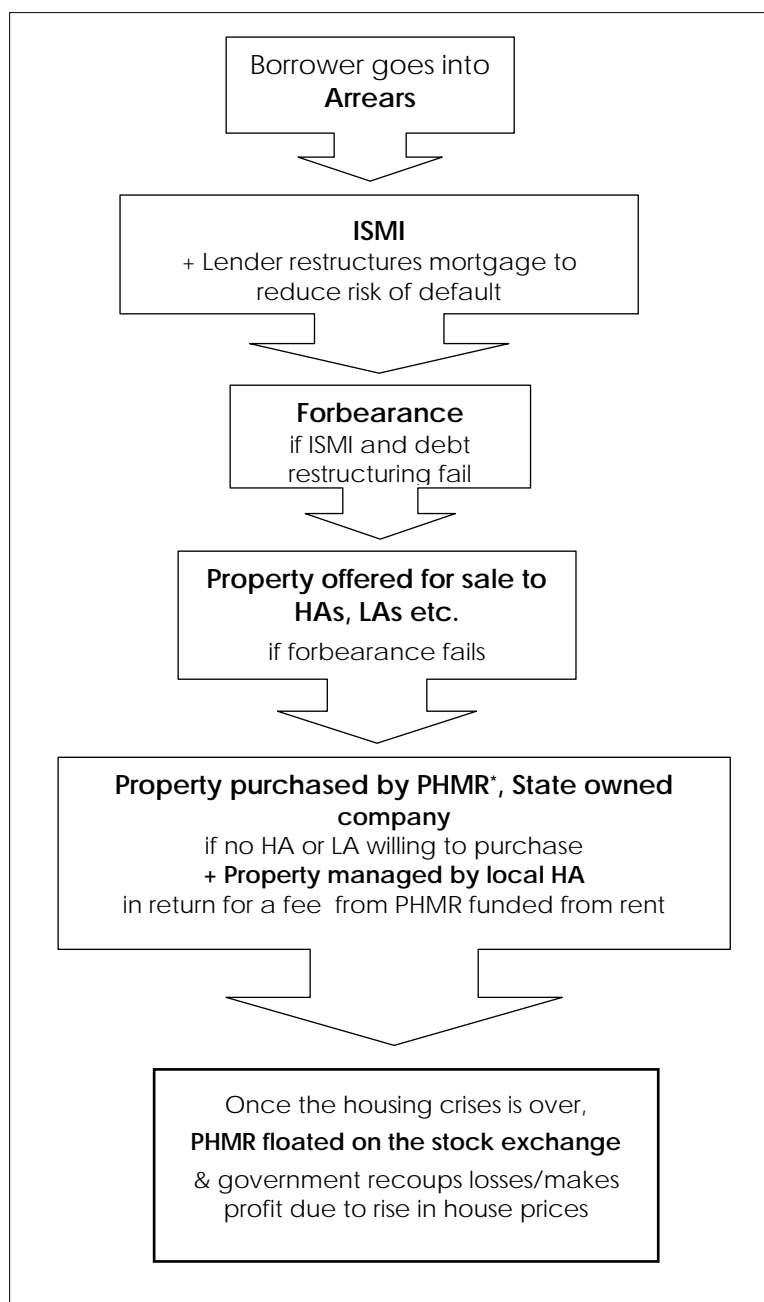 Borrower goes into
Arrears
ISMI
+ Lender restructures mortgage to
reduce risk of default
Forbearance
if ISMI and debt
restructuring fail
Property offered for sale to
HAs, LAs etc.
if forbearance fails
Property purchased by PHMR*, State owned
company
if no HA or LA willing to purchase
+ Property managed by local HA
in return for a fee from PHMR funded from rent
Once the housing crises is over,
PHMR floated on the stock exchange
& government recoups losses/makes
profit due to rise in house prices